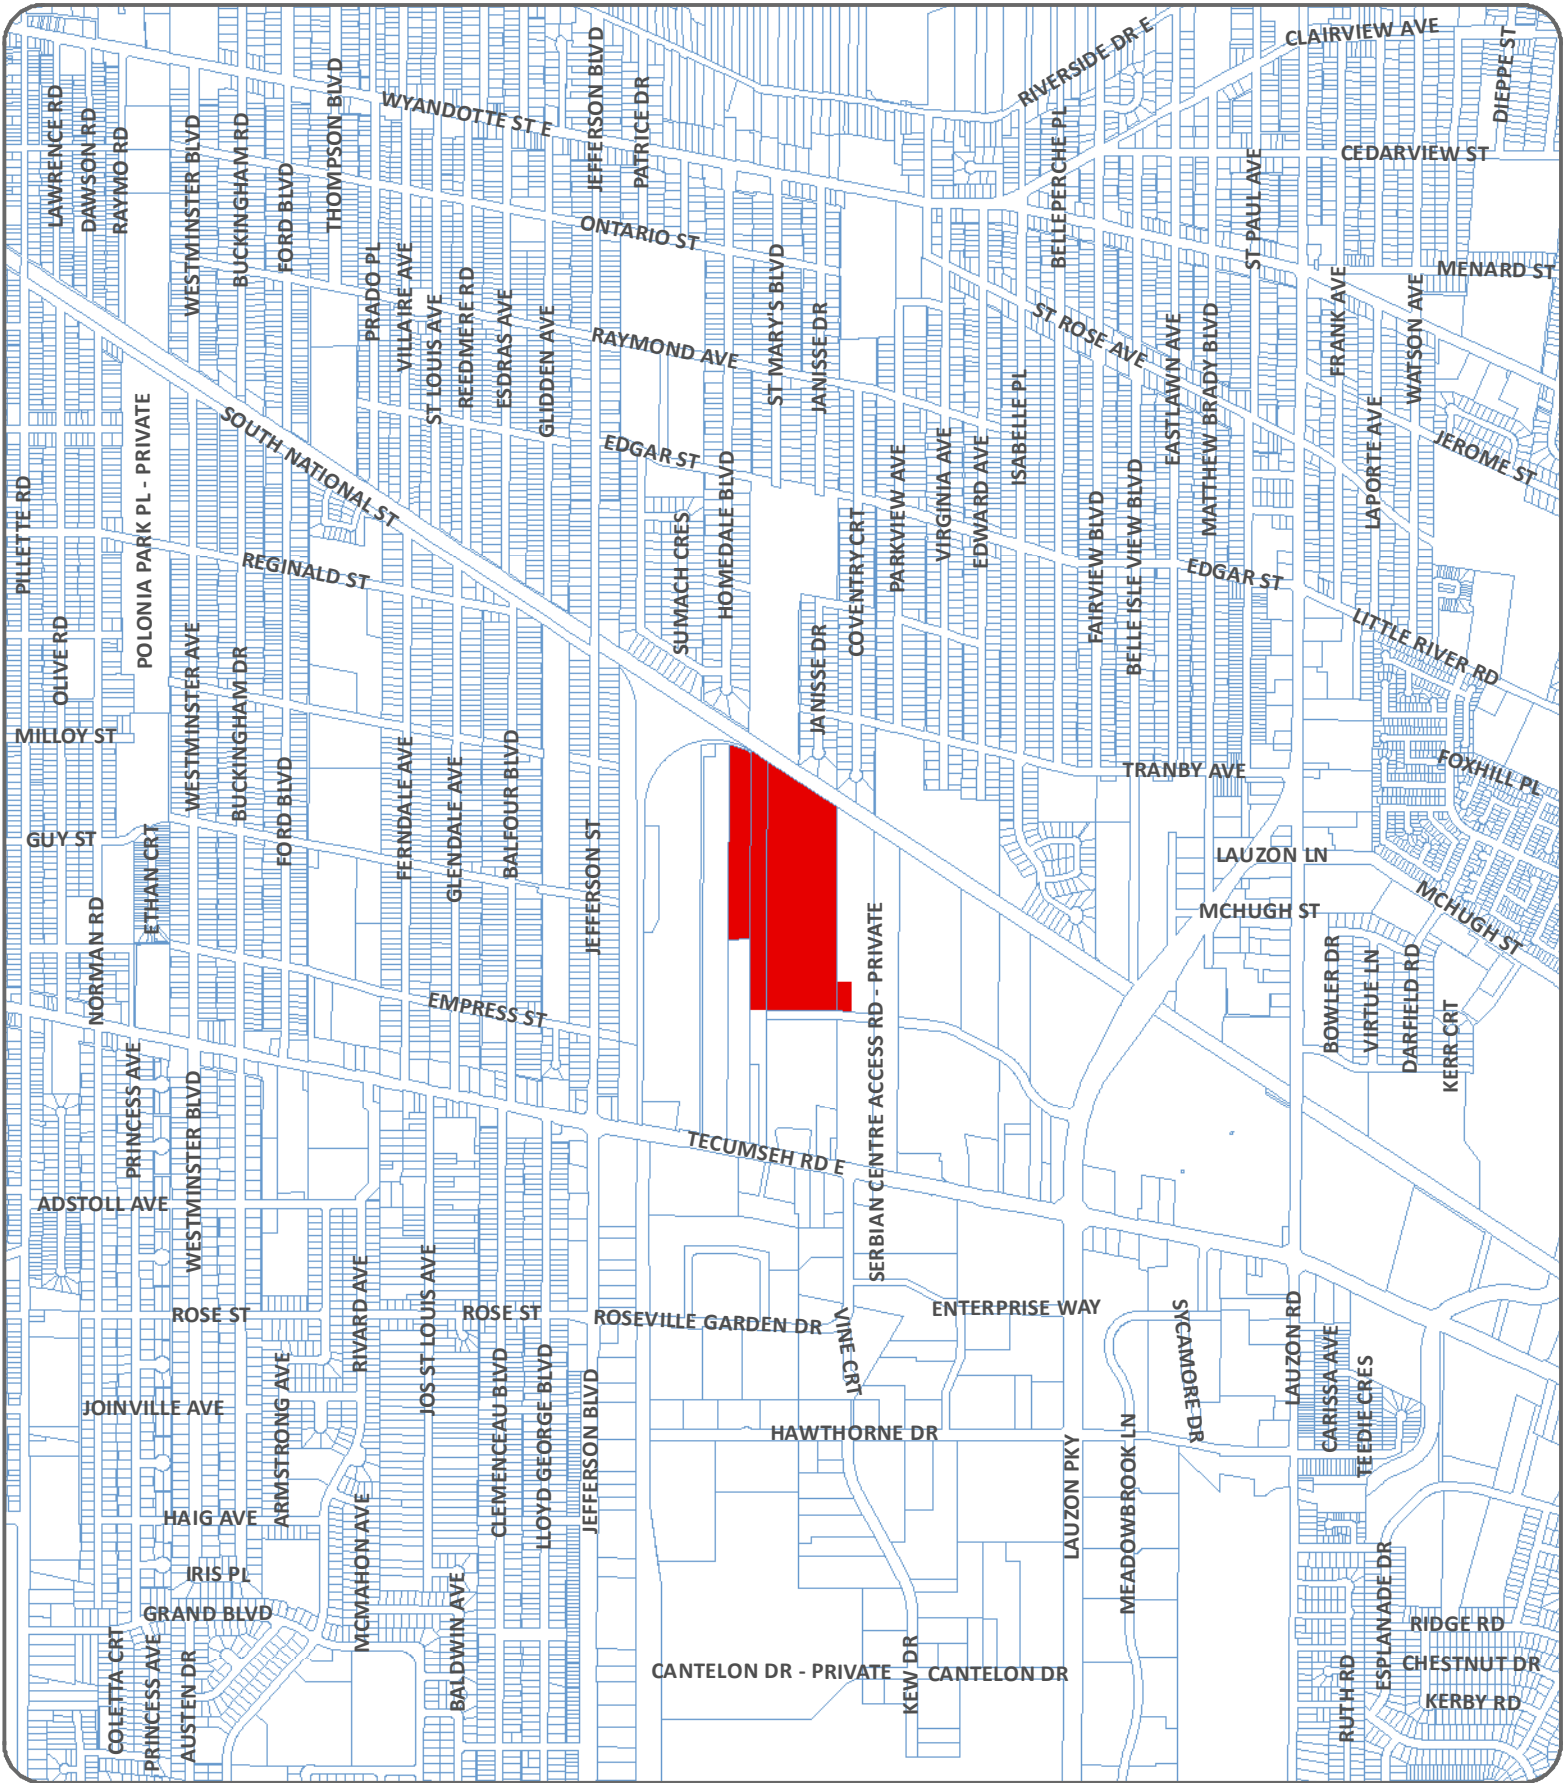 CLAIRVIEW AVE
RIVERSIDE DR E
DIEPPE ST
LAWRENCE RD
DAWSON RD
RAYMO RD
WESTMINSTER BLVD
BUCKINGHAM RD
FORD BLVD
THOMPSON BLVD
WYANDOTTE ST E
JEFFERSON BLVD
PATRICE DR
BELLEPERCHE PL
CEDARVIEW ST
ST PAUL AVE
ONTARIO ST
PRADO PL
VILLAIRE AVE
ST LOUIS AVE
REEDMERE RD
ESDRAS AVE
GLIDDEN AVE
ST MARY'S BLVD
JANISSE DR
MENARD ST
FRANK AVE
WATSON AVE
RAYMOND AVE
ST ROSE AVE
EASTLAWN AVE
MATTHEW BRADY BLVD
ISABELLE PL
LAPORTE AVE
JEROME ST
POLONIA PARK PL - PRIVATE
SOUTH NATIONAL ST
EDGAR ST
HOMEDALE BLVD
PARKVIEW AVE
VIRGINIA AVE
EDWARD AVE
FAIRVIEW BLVD
BELLE ISLE VIEW BLVD
PILLETTE RD
REGINALD ST
SUMACH CRES
COVENTRY CRT
EDGAR ST
LITTLE RIVER RD
OLIVE RD
WESTMINSTER AVE
BUCKINGHAM DR
JANISSE DR
MILLOY ST
FORD BLVD
FERNDALE AVE
GLENDALE AVE
BALFOUR BLVD
TRANBY AVE
FOXHILL PL
GUY ST
ETHAN CRT
JEFFERSON ST
LAUZON LN
MCHUGH ST
MCHUGH ST
NORMAN RD
EMPRESS ST
SERBIAN CENTRE ACCESS RD - PRIVATE
BOWLER DR
VIRTUE LN
DARFIELD RD
KERR CRT
PRINCESS AVE
WESTMINSTER BLVD
TECUMSEH RD E
ADSTOLL AVE
ROSE ST
RIVARD AVE
JOS ST LOUIS AVE
ROSE ST
ROSEVILLE GARDEN DR
VINE CRT
ENTERPRISE WAY
SYCAMORE DR
LAUZON RD
CARISSA AVE
TEEDIE CRES
JOINVILLE AVE
ARMSTRONG AVE
CLEMENCEAU BLVD
LLOYD GEORGE BLVD
JEFFERSON BLVD
HAWTHORNE DR
LAUZON PKY
MEADOWBROOK LN
HAIG AVE
MCMAHON AVE
IRIS PL
GRAND BLVD
BALDWIN AVE
ESPLANADE DR
RIDGE RD
COLETTA CRT
PRINCESS AVE
AUSTEN DR
CANTELON DR - PRIVATE
KEW DR
CANTELON DR
RUTH RD
CHESTNUT DR
KERBY RD